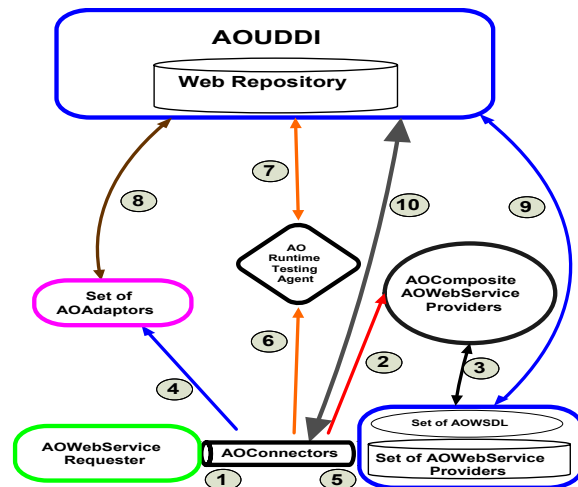 AOUDDI
Web Repository
7
8
10
9
AO
Runtime
Testing
Agent
AOComposite
AOWebService
Providers
Set of
AOAdaptors
6
2
3
4
Set of AOWSDL
AOWebService
Requester
AOConnectors
Set of AOWebService
Providers
1
5